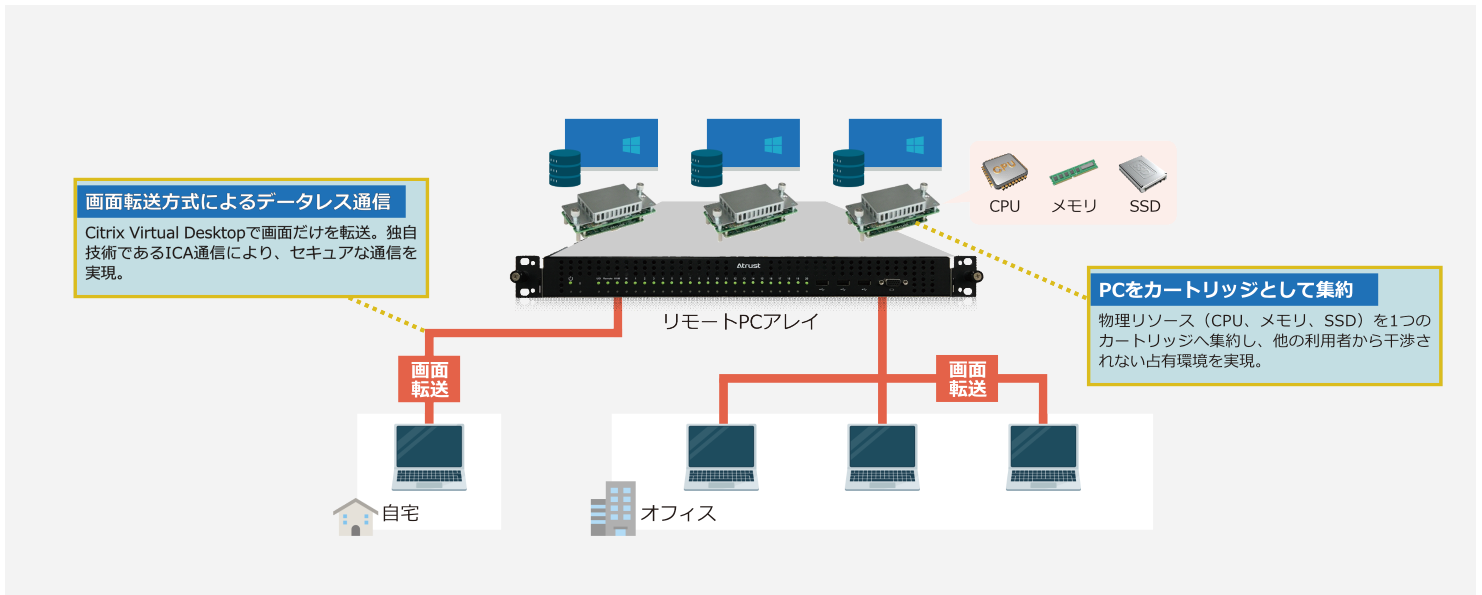 画面転送方式によるデータレス通信
Citrix Virtual Desktopで画面だけを転送。独自
技術であるICA通信により、セキュアな通信を
実現。
CPU
CPU
メモリ
SSD
Atrust
リモートPCアレイ
PCをカートリッジとして集約
物理リソース（CPU、メモリ、SSD）を1つの
カートリッジへ集約し、他の利用者から干渉さ
れない占有環境を実現。
画面
転送
画面
転送
自宅
オフィス